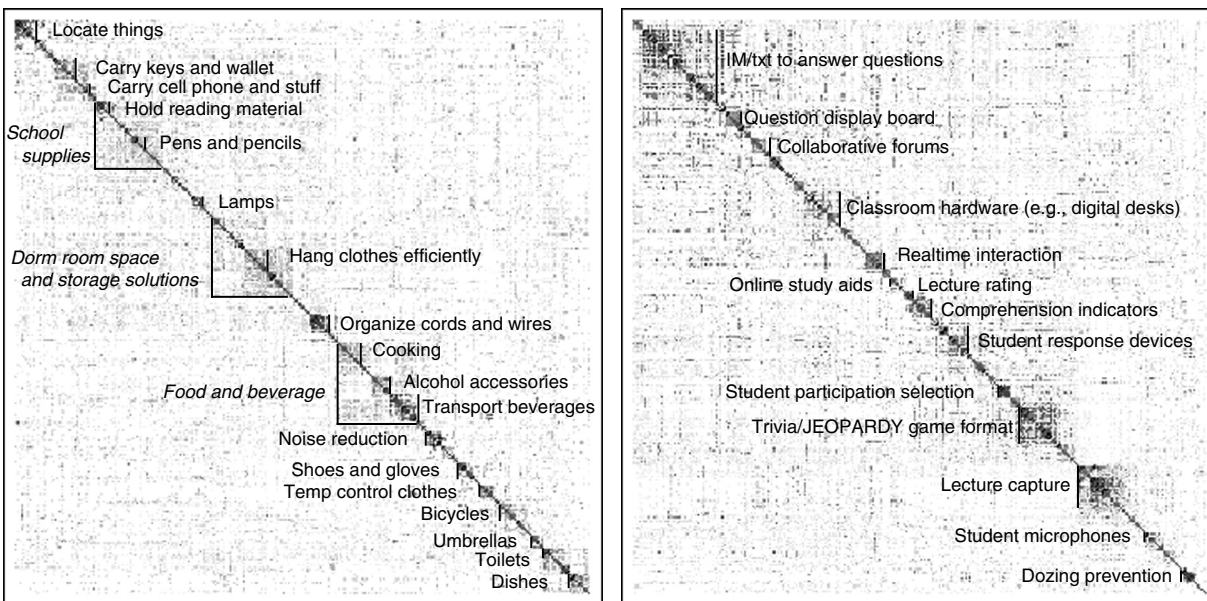 Locate things
Carry keys and wallet
Carry cell phone and stuff
Hold reading material
School
supplies
Pens and pencils
Lamps
Dorm room space
and storage solutions
Hang clothes efficiently
Organize cords and wires
Cooking
Food and beverage
Alcohol accessories
Transport beverages
Noise reduction
Shoes and gloves
Temp control clothes
Bicycles
Umbrellas
Toilets
Dishes
IM/txt to answer questions
Question display board
Collaborative forums
Classroom hardware (e.g., digital desks)
Realtime interaction
Online study aids
Lecture rating
Comprehension indicators
Student response devices
Student participation selection
Trivia/JEOPARDY game format
Lecture capture
Student microphones
Dozing prevention